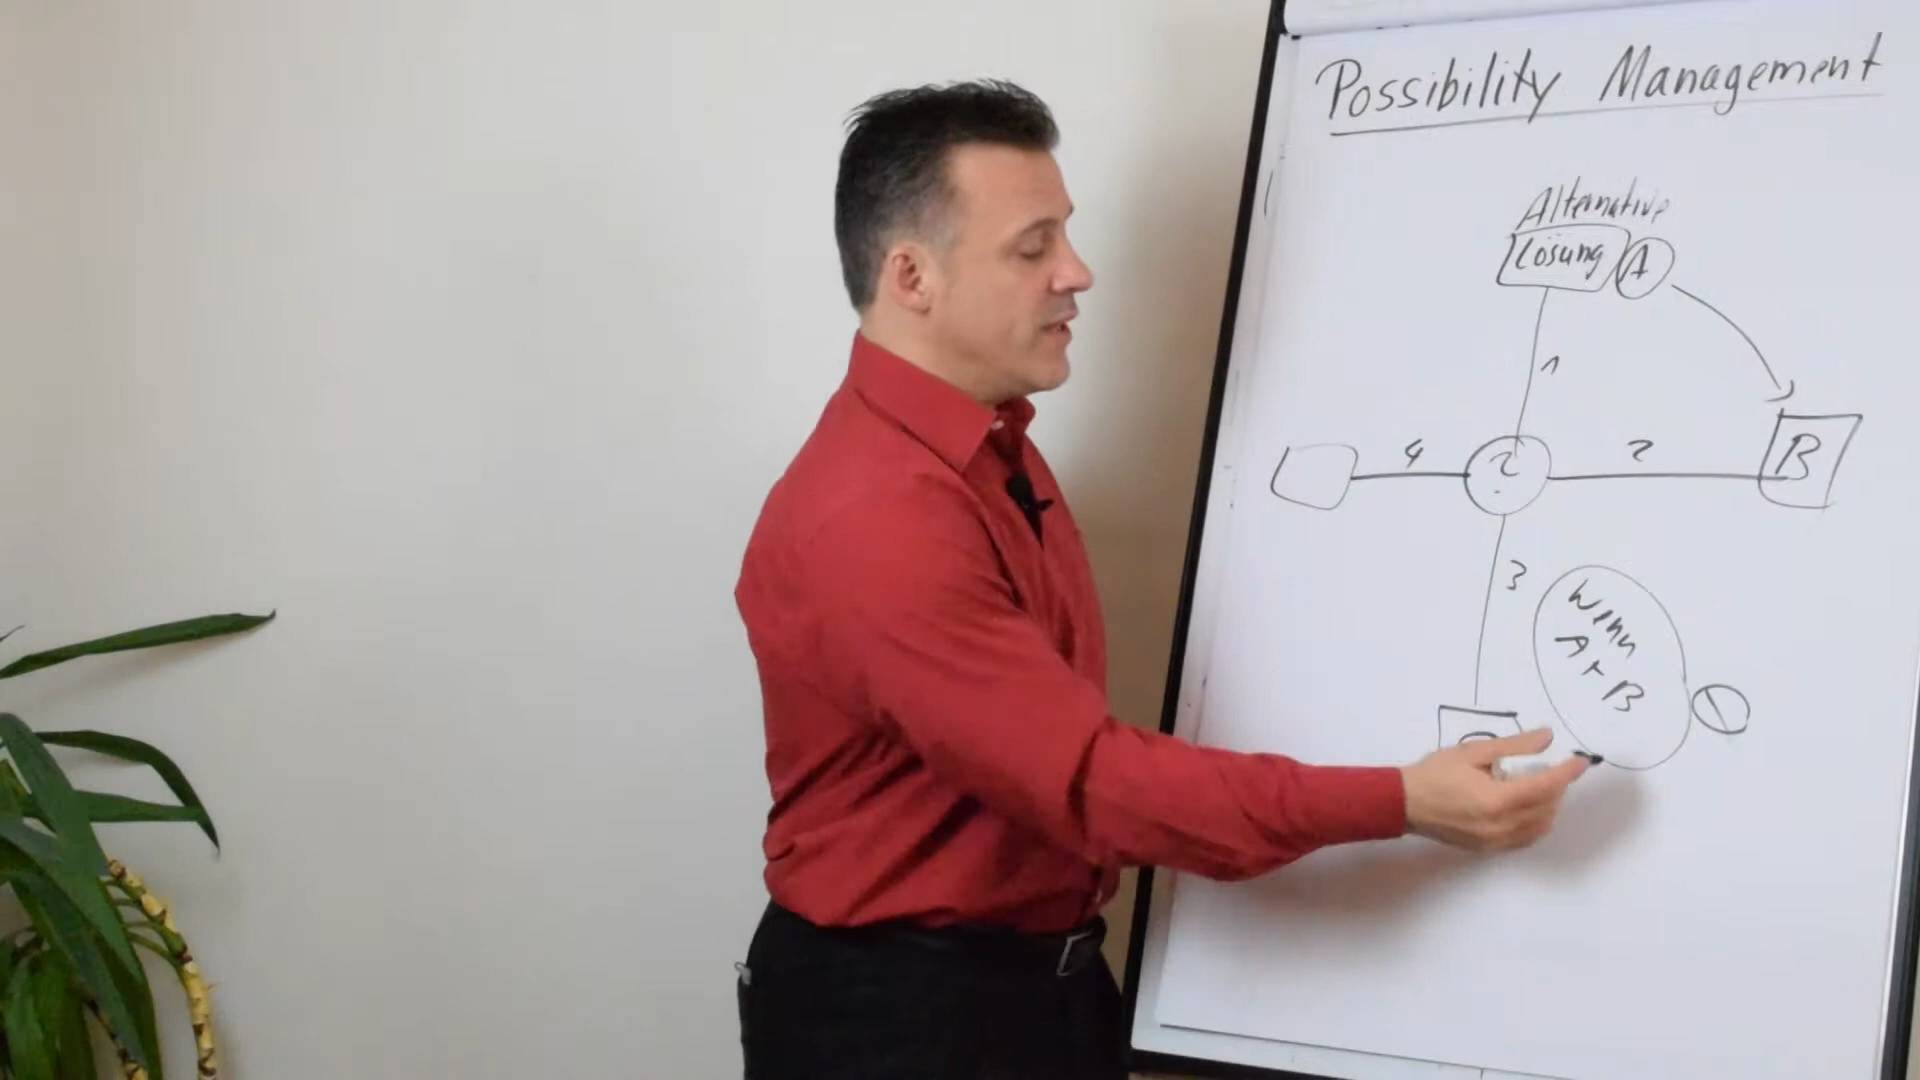 Possibility Management
Alternative
Lösung A
1
B
4
2
3
Wenn
A + B